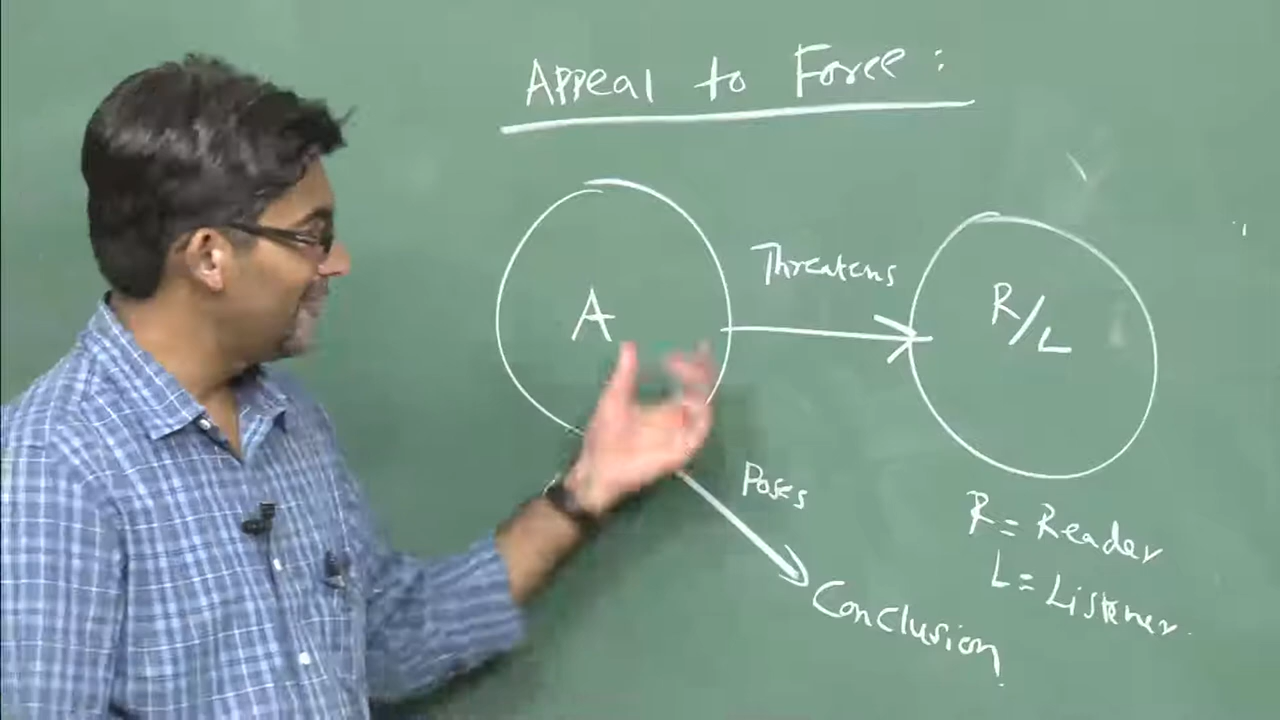 Appeal to Force:
Threatens
A
R/L
Poses
R = Reader
L = Listener.
Conclusion